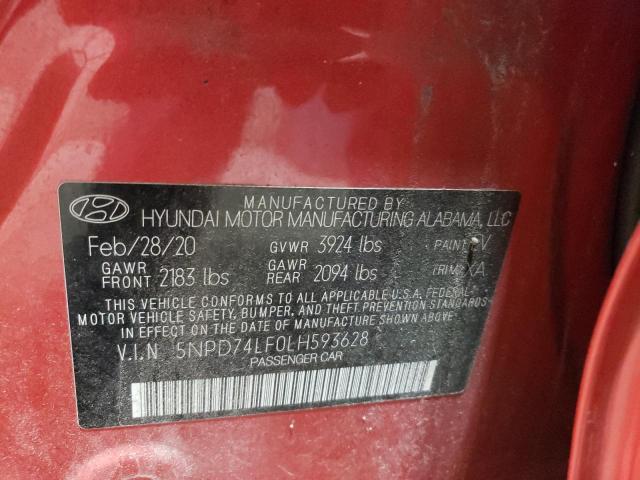 MANUFACTURED BY
HYUNDAI MOTOR MANUFACTURING ALABAMA, LLC
Feb/28/20 GVWR 3924 lbs PAINT V
GAWR FRONT 2183 lbs GAWR REAR 2094 lbs TRIM XA
THIS VEHICLE CONFORMS TO ALL APPLICABLE U.S.A. FEDERAL
MOTOR VEHICLE SAFETY, BUMPER, AND THEFT PREVENTION STANDARDS
IN EFFECT ON THE DATE OF MANUFACTURE SHOWN ABOVE.
V.I.N 5NPD74LF0LH593628
PASSENGER CAR